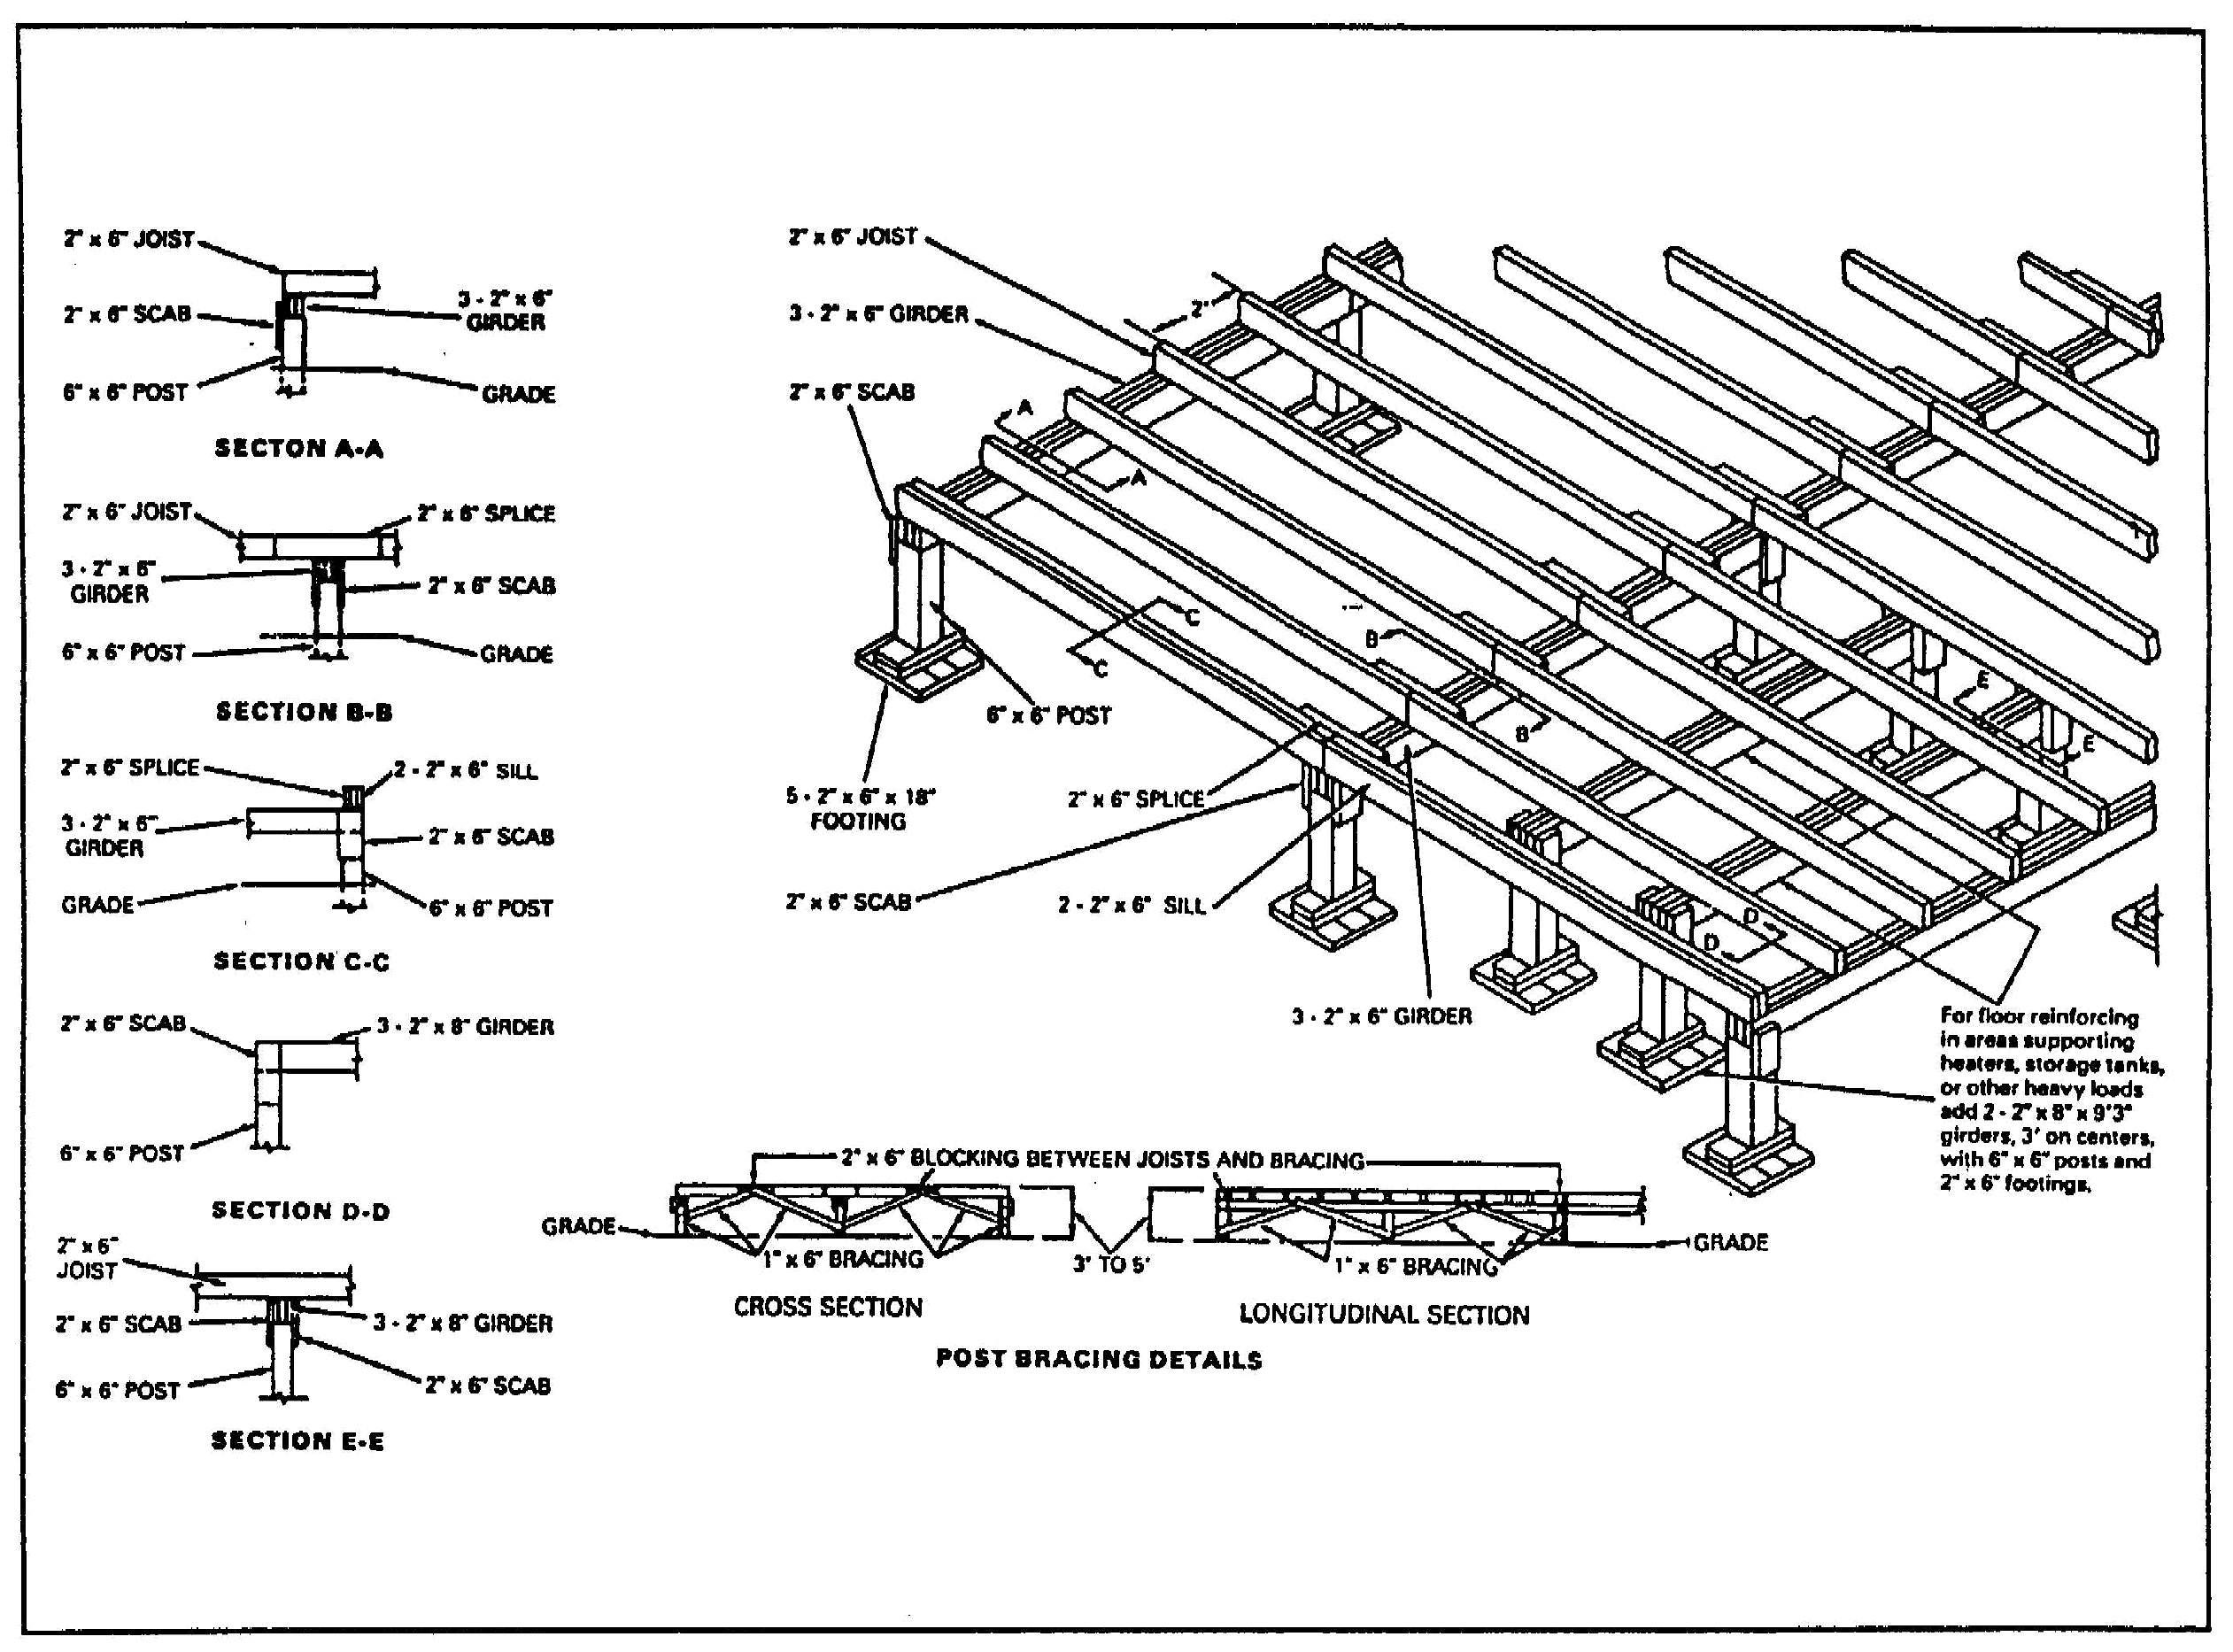 2" x 6" JOIST
2" x 6" SCAB
3 - 2" x 6"
GIRDER
6" x 6" POST
GRADE
SECTON A-A
2" x 6" JOIST
2" x 6" SPLICE
3 - 2" x 6"
GIRDER
2" x 6" SCAB
6" x 6" POST
GRADE
SECTION B-B
2" x 6" SPLICE
2 - 2" x 6" SILL
3 - 2" x 6"
GIRDER
2" x 6" SCAB
GRADE
6" x 6" POST
SECTION C-C
2" x 6" SCAB
3 - 2" x 8" GIRDER
6" x 6" POST
SECTION D-D
2" x 6"
JOIST
2" x 6" SCAB
3 - 2" x 8" GIRDER
6" x 6" POST
2" x 6" SCAB
SECTION E-E
2" x 6" JOIST
3 - 2" x 6" GIRDER
2" x 6" SCAB
2'
A
A
C
C
B
B
E
E
D
D
6" x 6" POST
5 - 2" x 6" x 18"
FOOTING
2" x 6" SPLICE
2" x 6" SCAB
2 - 2" x 6" SILL
3 - 2" x 6" GIRDER
For floor reinforcing
in areas supporting
heaters, storage tanks,
or other heavy loads
add 2 - 2" x 8" x 9'3"
girders, 3' on centers,
with 6" x 6" posts and
2" x 6" footings.
2" x 6" BLOCKING BETWEEN JOISTS AND BRACING
GRADE
1" x 6" BRACING
3' TO 5'
1" x 6" BRACING
GRADE
CROSS SECTION
LONGITUDINAL SECTION
POST BRACING DETAILS